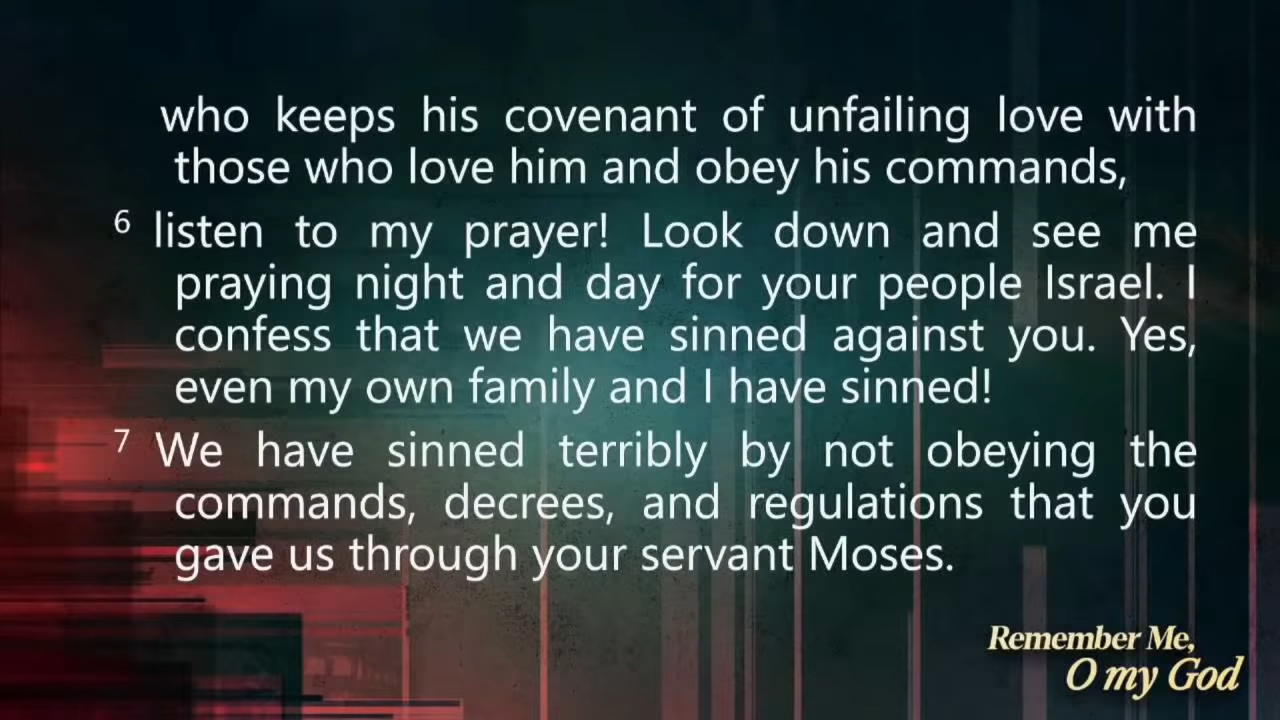 who keeps his covenant of unfailing love with
those who love him and obey his commands,
6 listen to my prayer! Look down and see me
praying night and day for your people Israel. I
confess that we have sinned against you. Yes,
even my own family and I have sinned!
7 We have sinned terribly by not obeying the
commands, decrees, and regulations that you
gave us through your servant Moses.
Remember Me,
O my God